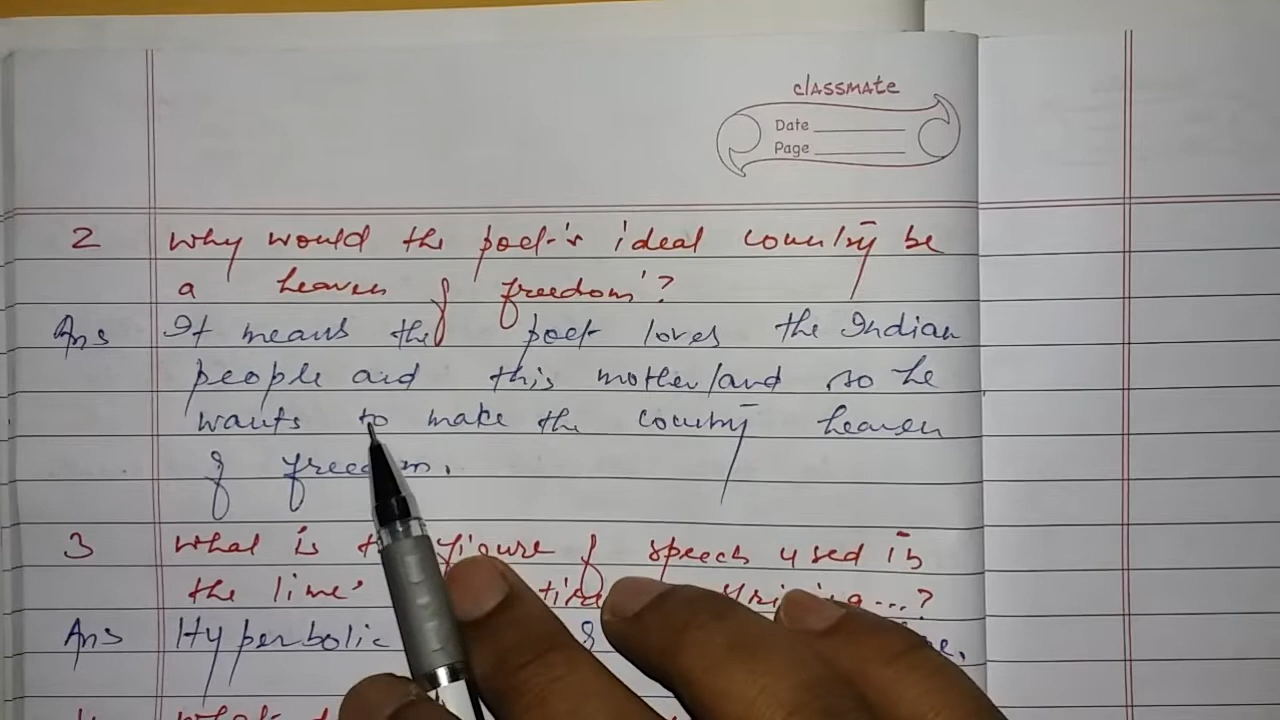 classmate
Date
Page
2 Why would the poet's ideal country be
a heaven of freedom'?
Ans It means the poet loves the Indian
people and this motherland so he
wants to make the country heaven
of freedom.
3 What is the figure of speech used in
the line' ...?
Ans Hyperbolic